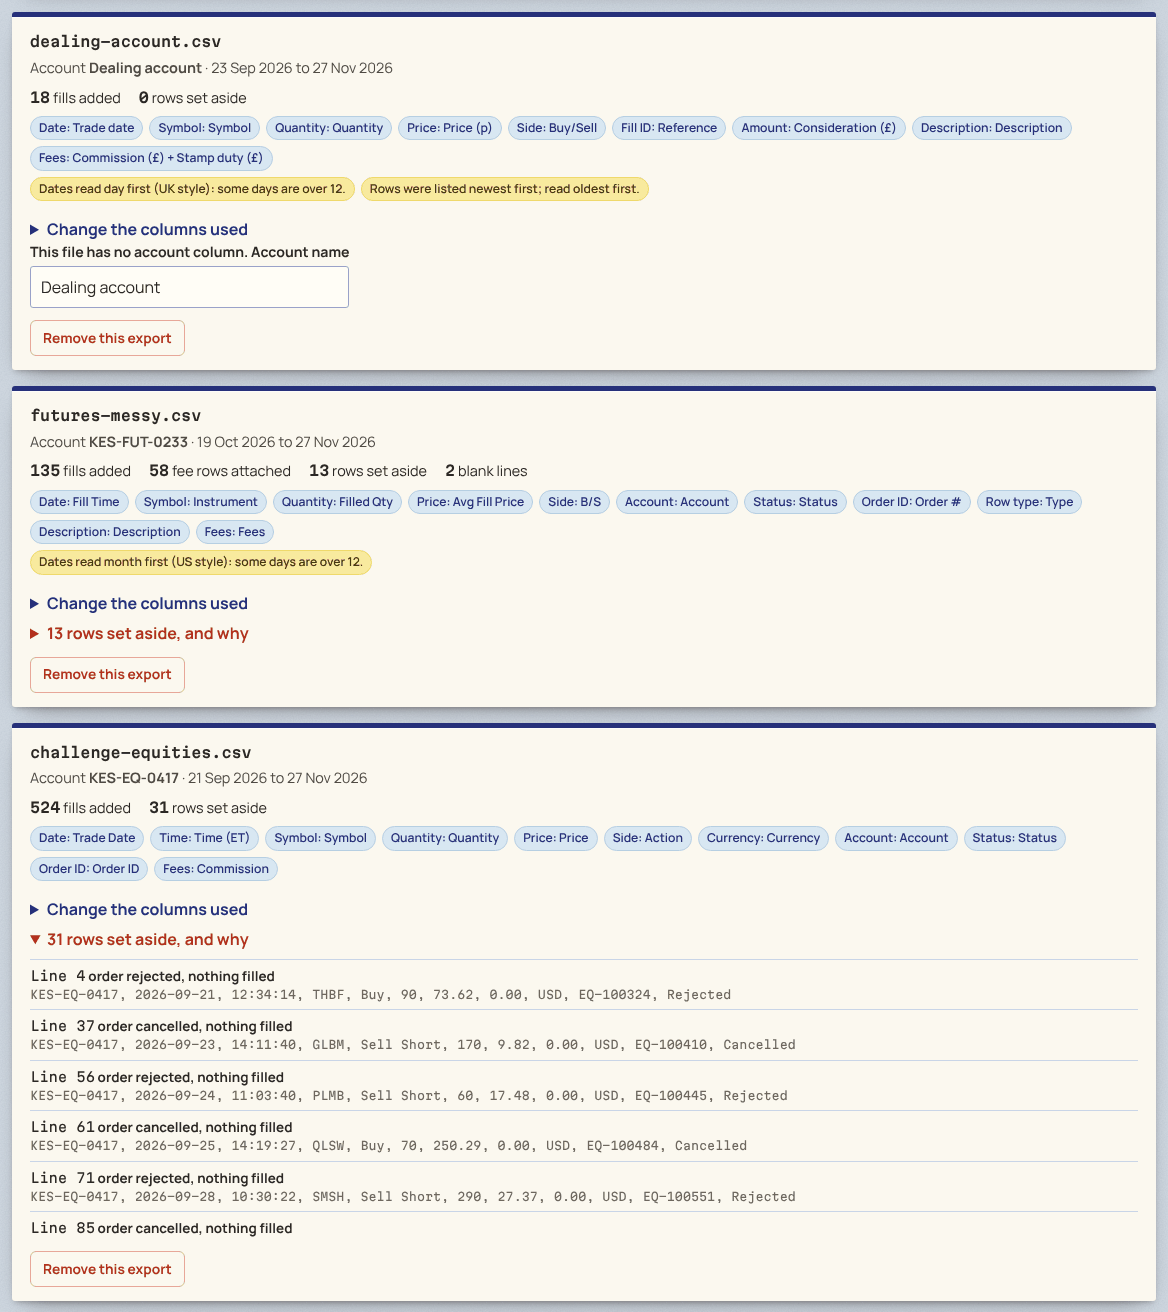 dealing-account.csv
Account Dealing account · 23 Sep 2026 to 27 Nov 2026
18 fills added 0 rows set aside
Date: Trade date Symbol: Symbol Quantity: Quantity Price: Price (p) Side: Buy/Sell Fill ID: Reference Amount: Consideration (£) Description: Description
Fees: Commission (£) + Stamp duty (£)
Dates read day first (UK style): some days are over 12. Rows were listed newest first; read oldest first.
Change the columns used
This file has no account column. Account name
Dealing account
Remove this export
futures-messy.csv
Account KES-FUT-0233 · 19 Oct 2026 to 27 Nov 2026
135 fills added 58 fee rows attached 13 rows set aside 2 blank lines
Date: Fill Time Symbol: Instrument Quantity: Filled Qty Price: Avg Fill Price Side: B/S Account: Account Status: Status Order ID: Order # Row type: Type
Description: Description Fees: Fees
Dates read month first (US style): some days are over 12.
Change the columns used
13 rows set aside, and why
Remove this export
challenge-equities.csv
Account KES-EQ-0417 · 21 Sep 2026 to 27 Nov 2026
524 fills added 31 rows set aside
Date: Trade Date Time: Time (ET) Symbol: Symbol Quantity: Quantity Price: Price Side: Action Currency: Currency Account: Account Status: Status
Order ID: Order ID Fees: Commission
Change the columns used
31 rows set aside, and why
Line 4 order rejected, nothing filled
KES-EQ-0417, 2026-09-21, 12:34:14, THBF, Buy, 90, 73.62, 0.00, USD, EQ-100324, Rejected
Line 37 order cancelled, nothing filled
KES-EQ-0417, 2026-09-23, 14:11:40, GLBM, Sell Short, 170, 9.82, 0.00, USD, EQ-100410, Cancelled
Line 56 order rejected, nothing filled
KES-EQ-0417, 2026-09-24, 11:03:40, PLMB, Sell Short, 60, 17.48, 0.00, USD, EQ-100445, Rejected
Line 61 order cancelled, nothing filled
KES-EQ-0417, 2026-09-25, 14:19:27, QLSW, Buy, 70, 250.29, 0.00, USD, EQ-100484, Cancelled
Line 71 order rejected, nothing filled
KES-EQ-0417, 2026-09-28, 10:30:22, SMSH, Sell Short, 290, 27.37, 0.00, USD, EQ-100551, Rejected
Line 85 order cancelled, nothing filled
Remove this export